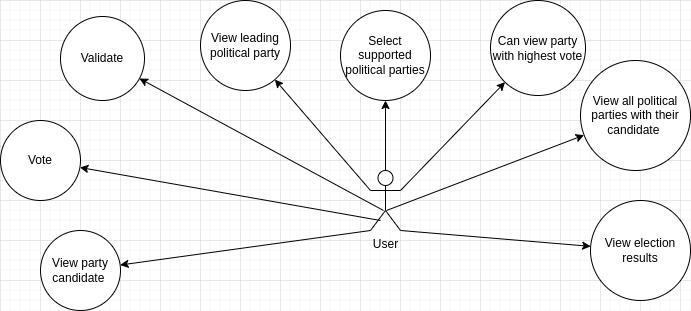 View leading
political party
Select
supported
political parties
Can view party
with highest vote
Validate
View all political
parties with their
candidate
Vote
User
View election
results
View party
candidate